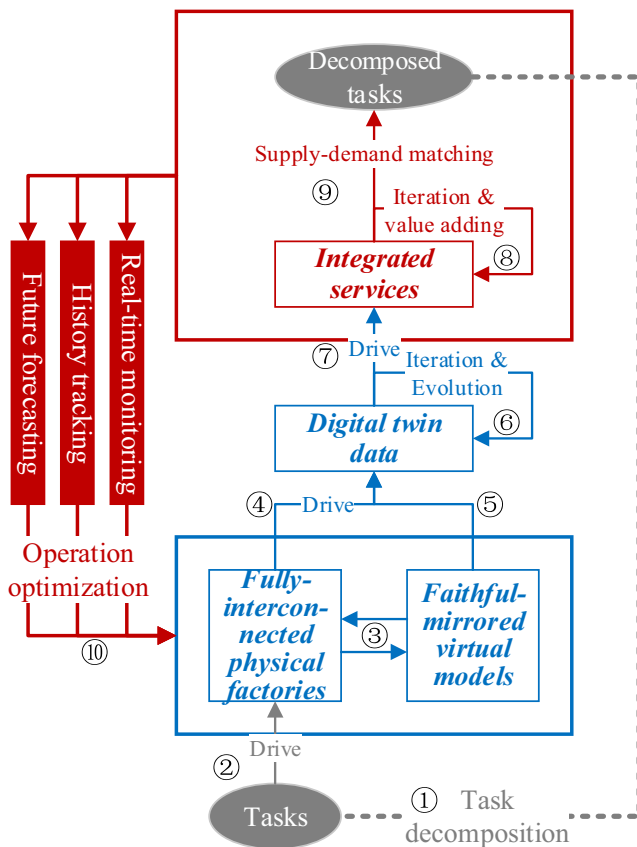 Decomposed
tasks
Supply-demand matching
⑨
Iteration &
value adding
⑧
Integrated
services
Future forecasting
History tracking
Real-time monitoring
⑦
Drive
Iteration &
Evolution
⑥
Digital twin
data
④
Drive
⑤
Operation
optimization
⑩
Fully-
intercon-
nected
physical
factories
③
Faithful-
mirrored
virtual
models
②
Drive
Tasks
① Task
decomposition